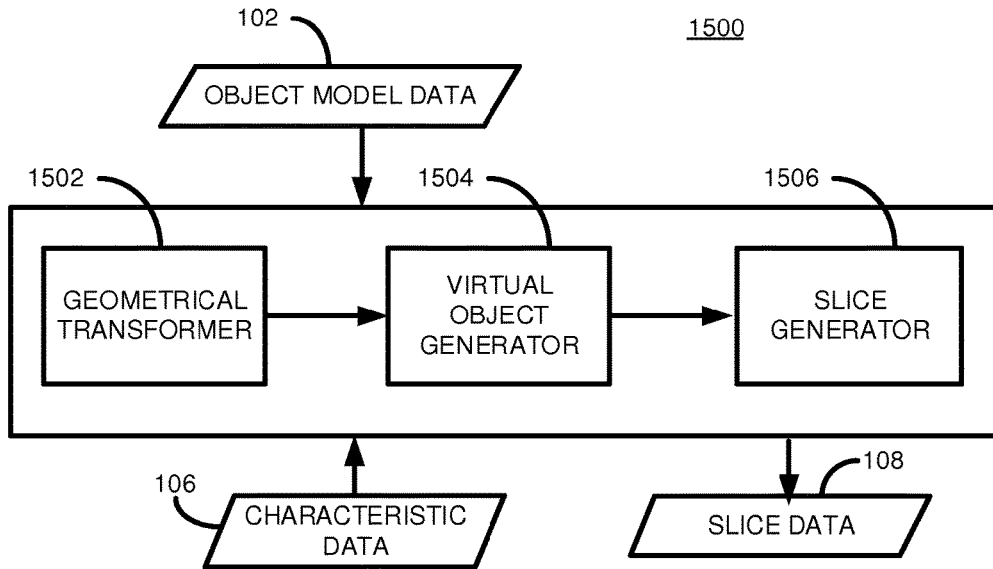 102
1500
OBJECT MODEL DATA
1502
1504
1506
GEOMETRICAL
TRANSFORMER
VIRTUAL
OBJECT
GENERATOR
SLICE
GENERATOR
106
CHARACTERISTIC
DATA
108
SLICE DATA